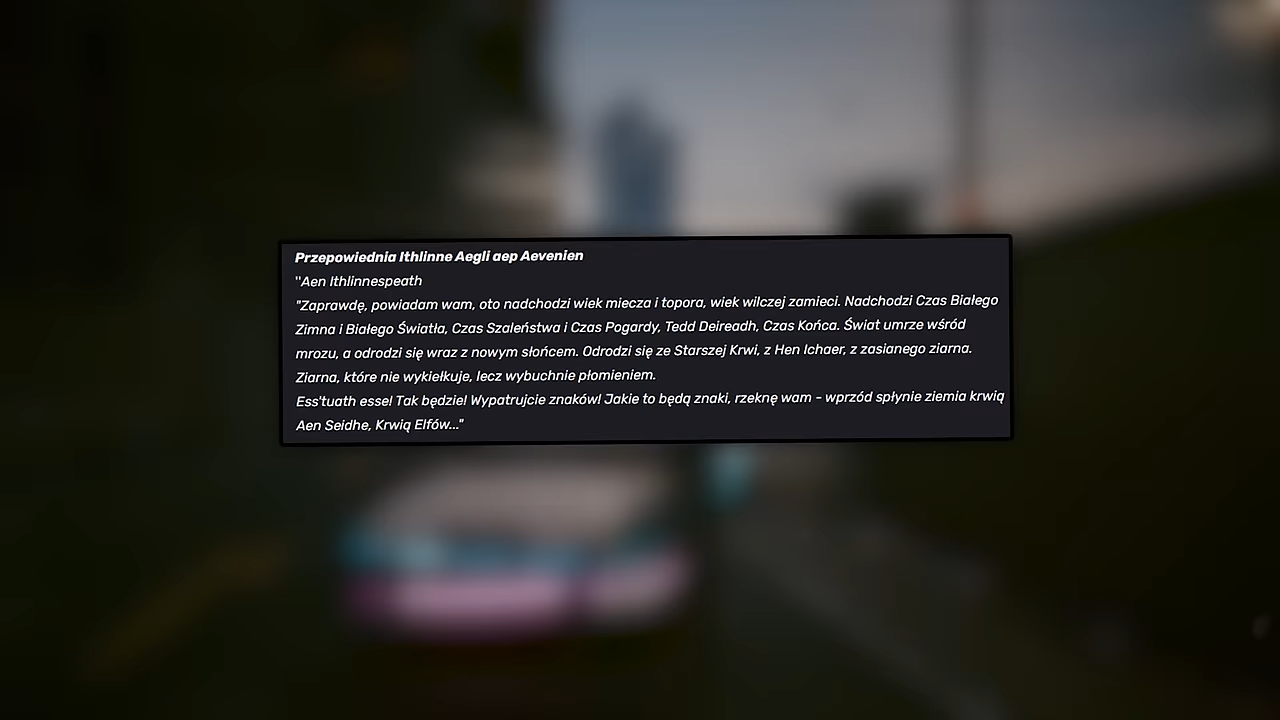 Przepowiednia Ithlinne Aegli aep Aevenien
"Aen Ithlinnespeath
"Zaprawdę, powiadam wam, oto nadchodzi wiek miecza i topora, wiek wilczej zamieci. Nadchodzi Czas Białego
Zimna i Białego Światła, Czas Szaleństwa i Czas Pogardy, Tedd Deireadh, Czas Końca. Świat umrze wśród
mrozu, a odrodzi się wraz z nowym słońcem. Odrodzi się ze Starszej Krwi, z Hen Ichaer, z zasianego ziarna.
Ziarna, które nie wykiełkuje, lecz wybuchnie płomieniem.
Ess'tuath esse! Tak będzie! Wypatrujcie znaków! Jakie to będą znaki, rzeknę wam - wprzód spłynie ziemia krwią
Aen Seidhe, Krwią Elfów..."